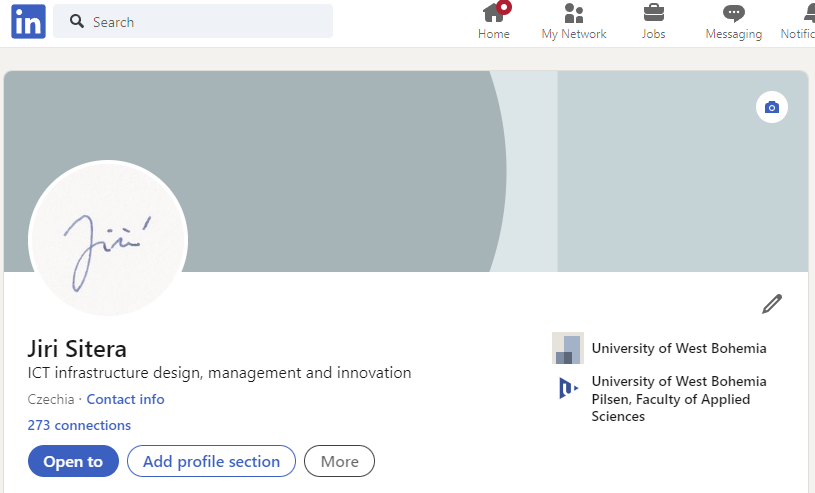 in
Search
Home
My Network
Jobs
Messaging
Notific
Jiří
Jiri Sitera
ICT infrastructure design, management and innovation
Czechia · Contact info
273 connections
Open to
Add profile section
More
University of West Bohemia
University of West Bohemia
Pilsen, Faculty of Applied
Sciences